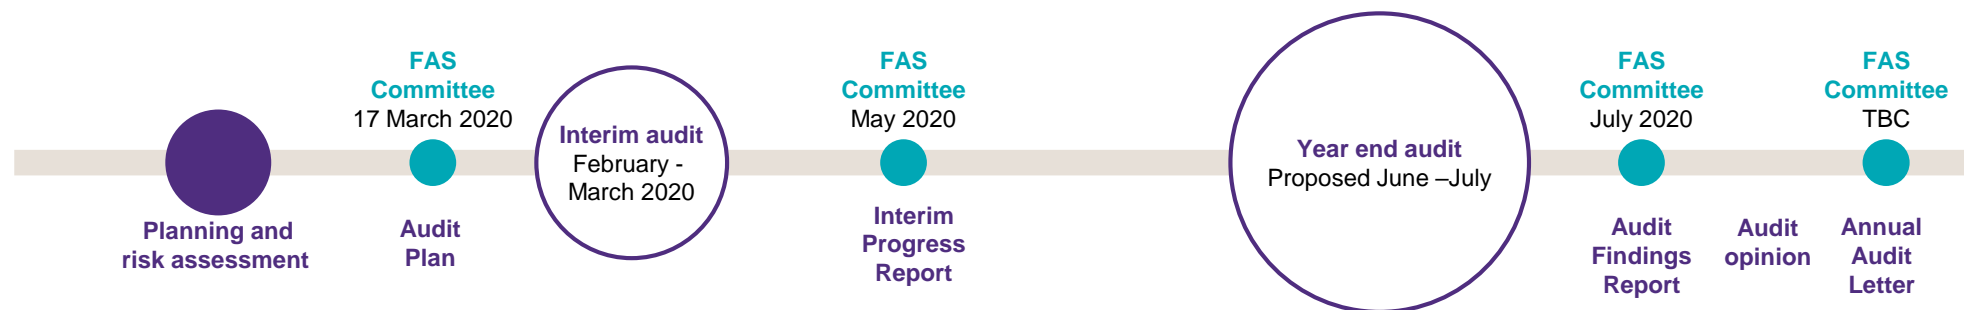 Planning and
risk assessment
FAS
Committee
17 March 2020
Audit
Plan
Interim audit
February -
March 2020
FAS
Committee
May 2020
Interim
Progress
Report
Year end audit
Proposed June –July
FAS
Committee
July 2020
Audit
Findings
Report
Audit
opinion
FAS
Committee
TBC
Annual
Audit
Letter